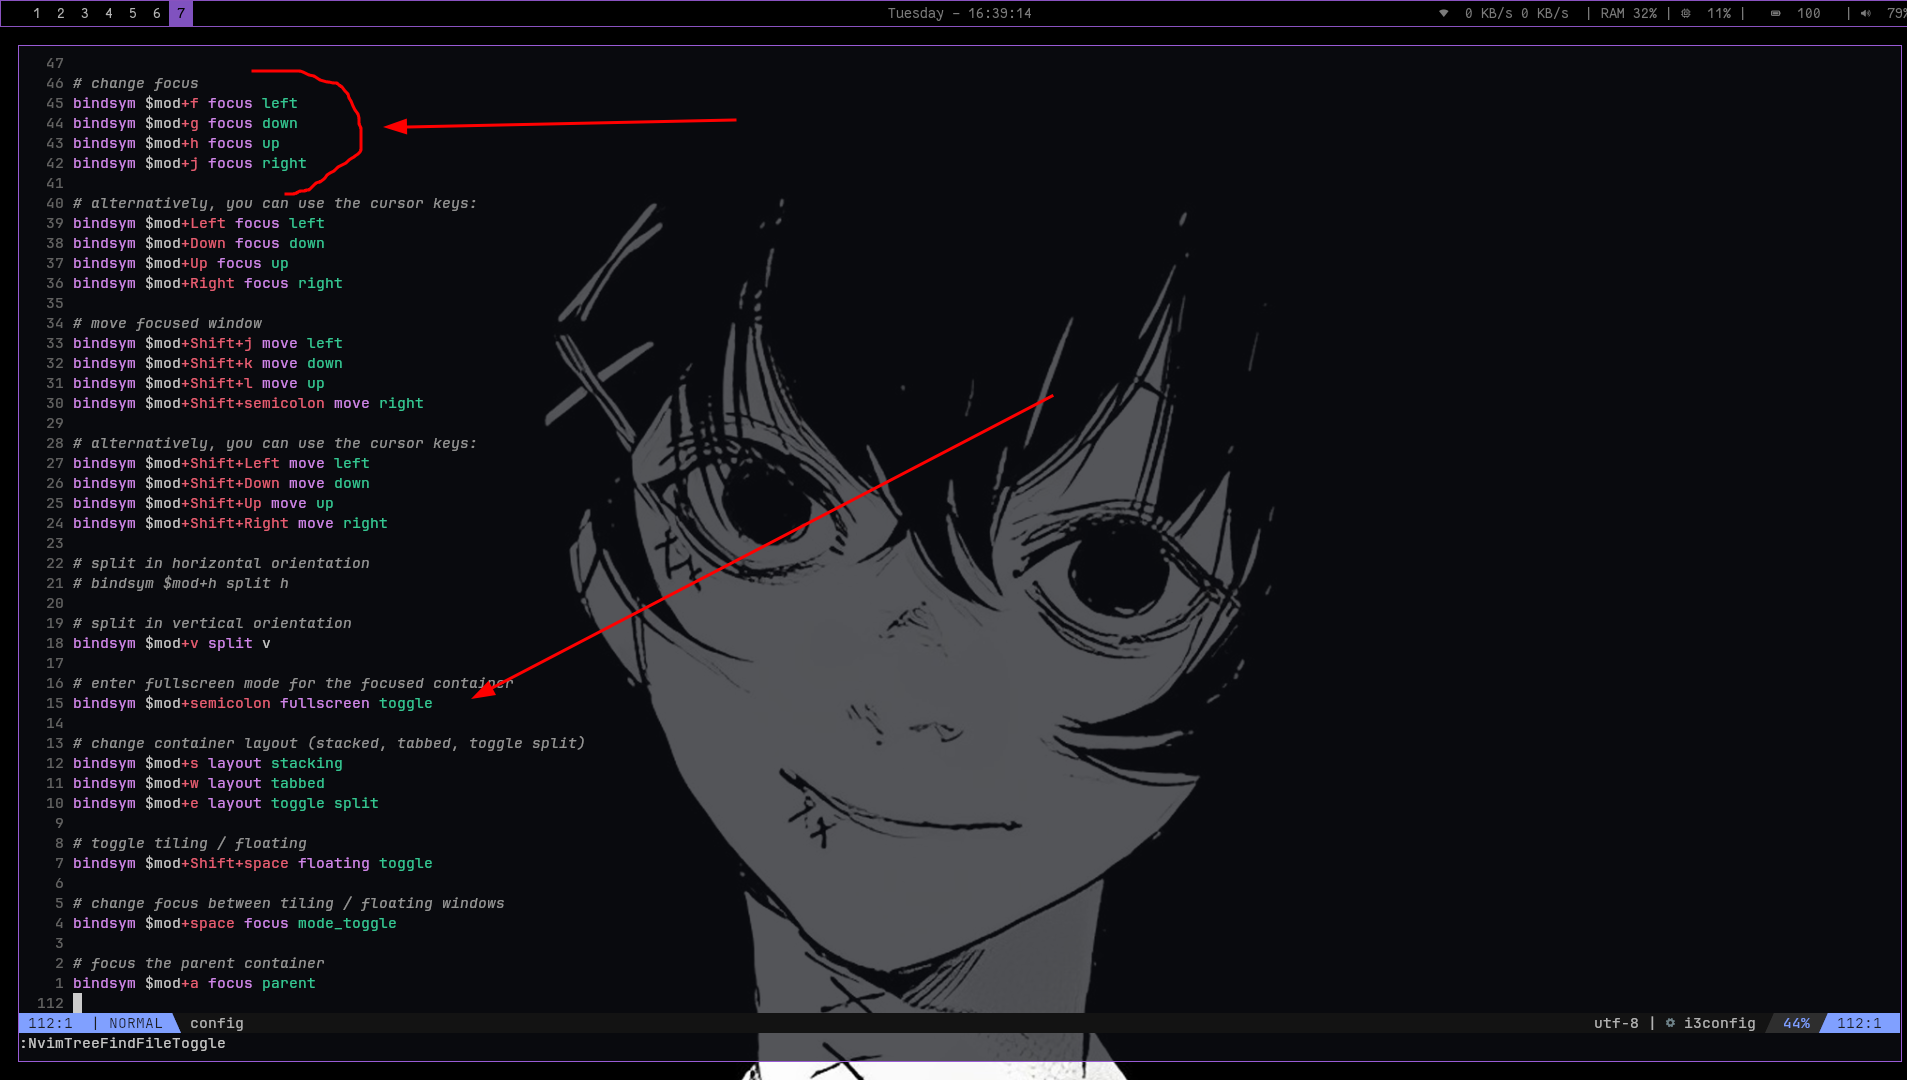 1 2 3 4 5 6 7 Tuesday - 16:39:14 0 KB/s 0 KB/s | RAM 32% | 11% | 100 | 79%
47
46 # change focus
45 bindsym $mod+f focus left
44 bindsym $mod+g focus down
43 bindsym $mod+h focus up
42 bindsym $mod+j focus right
41
40 # alternatively, you can use the cursor keys:
39 bindsym $mod+Left focus left
38 bindsym $mod+Down focus down
37 bindsym $mod+Up focus up
36 bindsym $mod+Right focus right
35
34 # move focused window
33 bindsym $mod+Shift+j move left
32 bindsym $mod+Shift+k move down
31 bindsym $mod+Shift+l move up
30 bindsym $mod+Shift+semicolon move right
29
28 # alternatively, you can use the cursor keys:
27 bindsym $mod+Shift+Left move left
26 bindsym $mod+Shift+Down move down
25 bindsym $mod+Shift+Up move up
24 bindsym $mod+Shift+Right move right
23
22 # split in horizontal orientation
21 # bindsym $mod+h split h
20
19 # split in vertical orientation
18 bindsym $mod+v split v
17
16 # enter fullscreen mode for the focused container
15 bindsym $mod+semicolon fullscreen toggle
14
13 # change container layout (stacked, tabbed, toggle split)
12 bindsym $mod+s layout stacking
11 bindsym $mod+w layout tabbed
10 bindsym $mod+e layout toggle split
9
8 # toggle tiling / floating
7 bindsym $mod+Shift+space floating toggle
6
5 # change focus between tiling / floating windows
4 bindsym $mod+space focus mode_toggle
3
2 # focus the parent container
1 bindsym $mod+a focus parent
112
112:1 | NORMAL config utf-8 | i3config 44% 112:1
:NvimTreeFindFileToggle